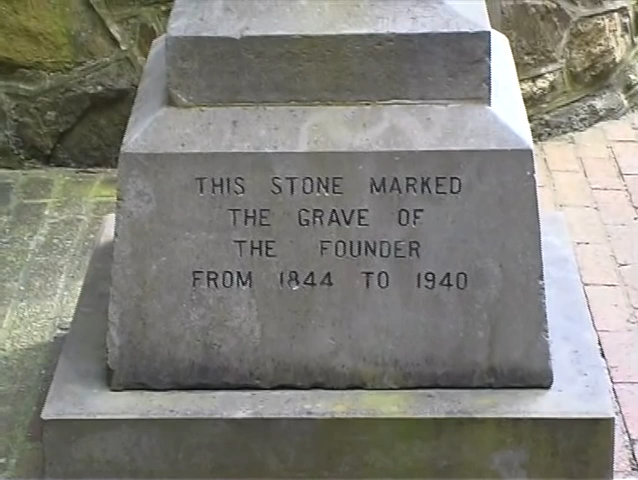 THIS STONE MARKED
THE GRAVE OF
THE FOUNDER
FROM 1844 TO 1940